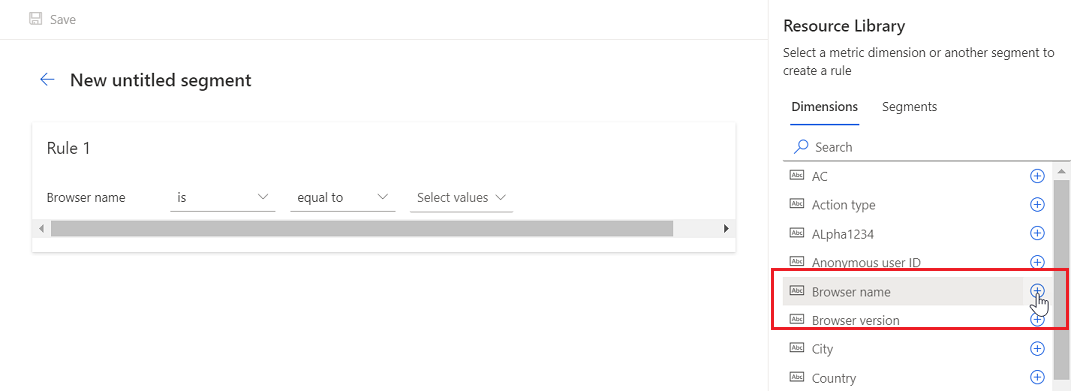 Save
New untitled segment
Rule 1
Browser name is equal to Select values
Resource Library
Select a metric dimension or another segment to
create a rule
Dimensions Segments
Search
Abc AC
Abc Action type
Abc ALpha1234
Abc Anonymous user ID
Abc Browser name
Abc Browser version
Abc City
Abc Country